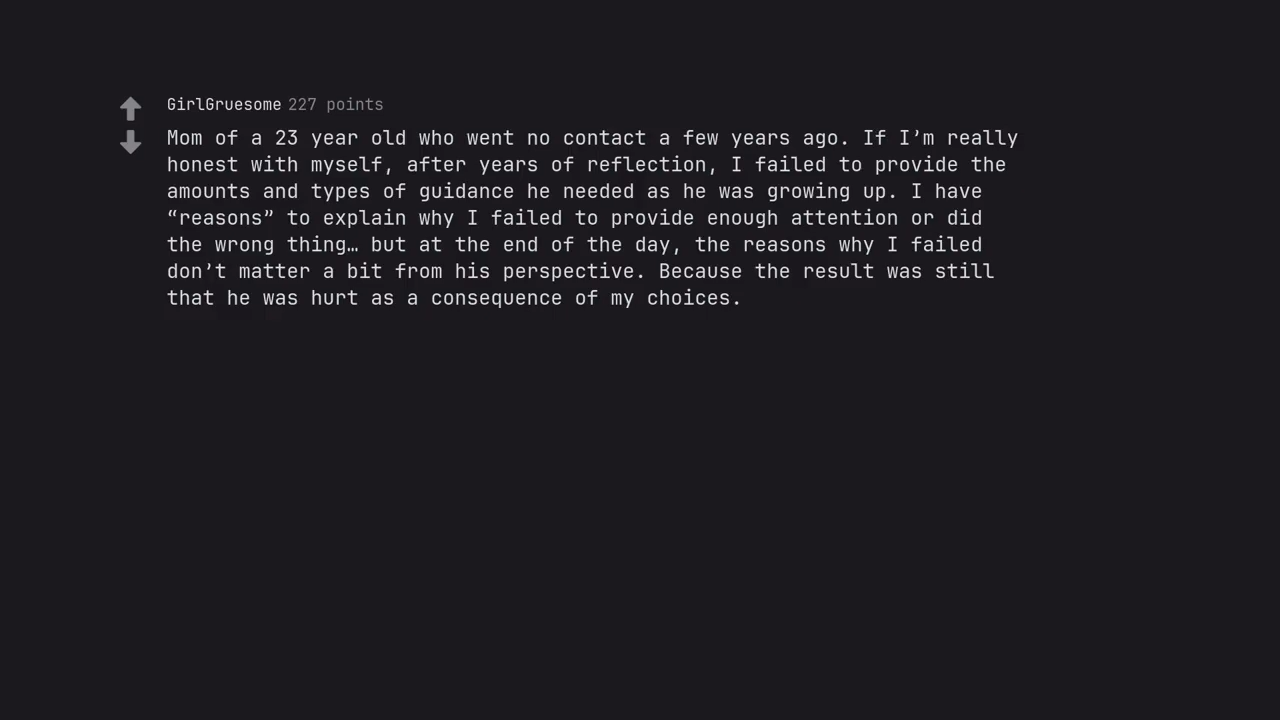 GirlGruesome 227 points
Mom of a 23 year old who went no contact a few years ago. If I’m really
honest with myself, after years of reflection, I failed to provide the
amounts and types of guidance he needed as he was growing up. I have
“reasons” to explain why I failed to provide enough attention or did
the wrong thing… but at the end of the day, the reasons why I failed
don’t matter a bit from his perspective. Because the result was still
that he was hurt as a consequence of my choices.